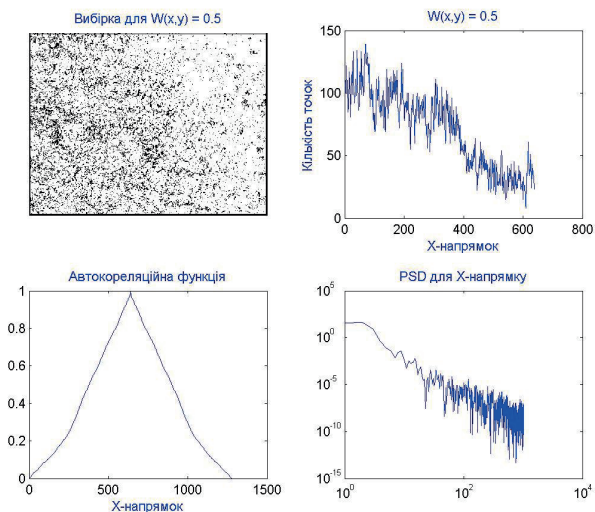 Вибірка для W(x,y) = 0.5
W(x,y) = 0.5
150
100
50
0
Кількість точок
0 200 400 600 800
Х-напрямок
Автокореляційна функція
1
0.8
0.6
0.4
0.2
0
0 500 1000 1500
Х-напрямок
PSD для Х-напрямку
10^5
10^0
10^-5
10^-10
10^-15
10^0 10^2 10^4